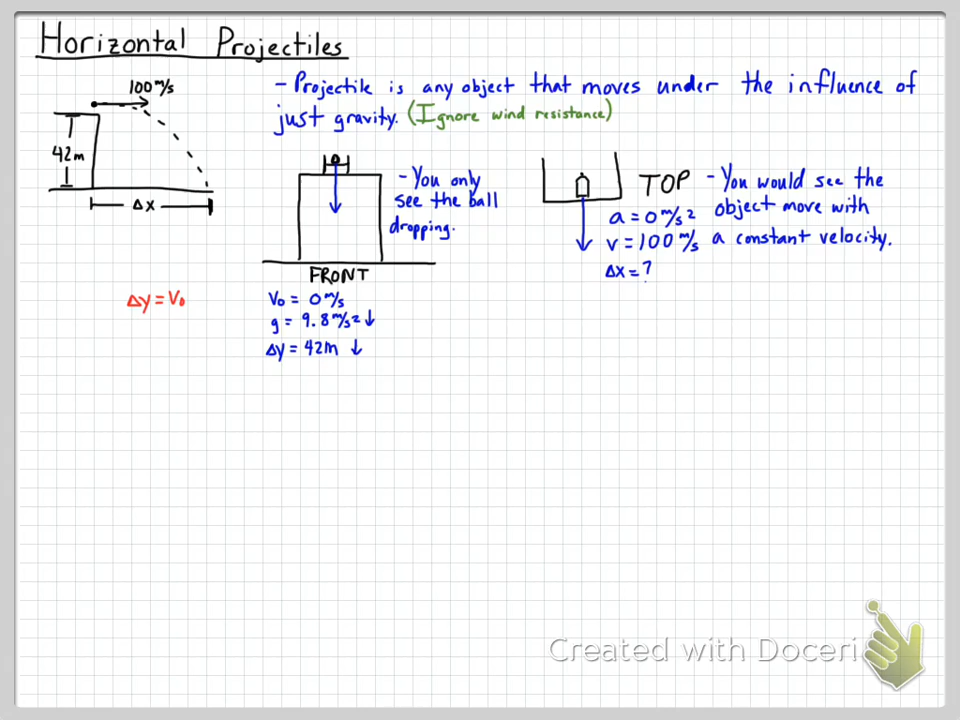 Horizontal Projectiles
100 m/s
42m
Δx
- Projectile is any object that moves under the influence of
just gravity. (Ignore wind resistance)
- You only
see the ball
dropping.
FRONT
V₀ = 0 m/s
g = 9.8 m/s² ↓
Δy = 42m ↓
TOP
a = 0 m/s²
v = 100 m/s
Δx = ?
- You would see the
object move with
a constant velocity.
Δy = V₀
Created with Doceri